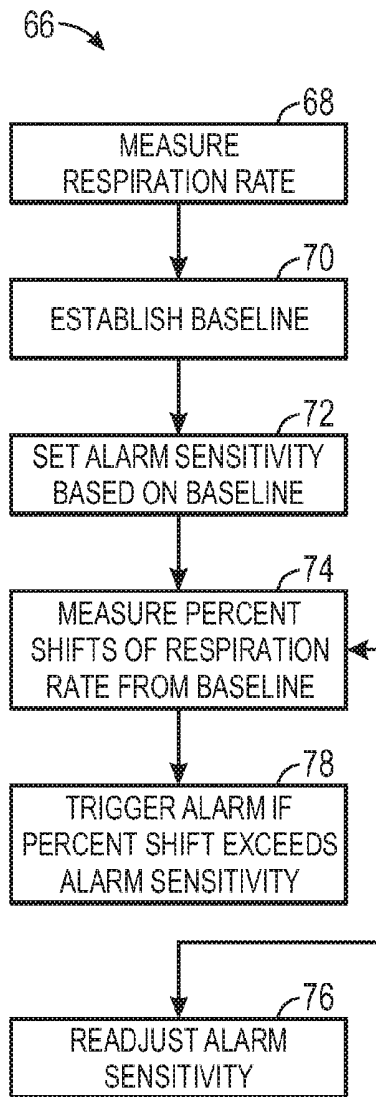 66
68
MEASURE
RESPIRATION RATE
70
ESTABLISH BASELINE
72
SET ALARM SENSITIVITY
BASED ON BASELINE
74
MEASURE PERCENT
SHIFTS OF RESPIRATION
RATE FROM BASELINE
78
TRIGGER ALARM IF
PERCENT SHIFT EXCEEDS
ALARM SENSITIVITY
76
READJUST ALARM
SENSITIVITY